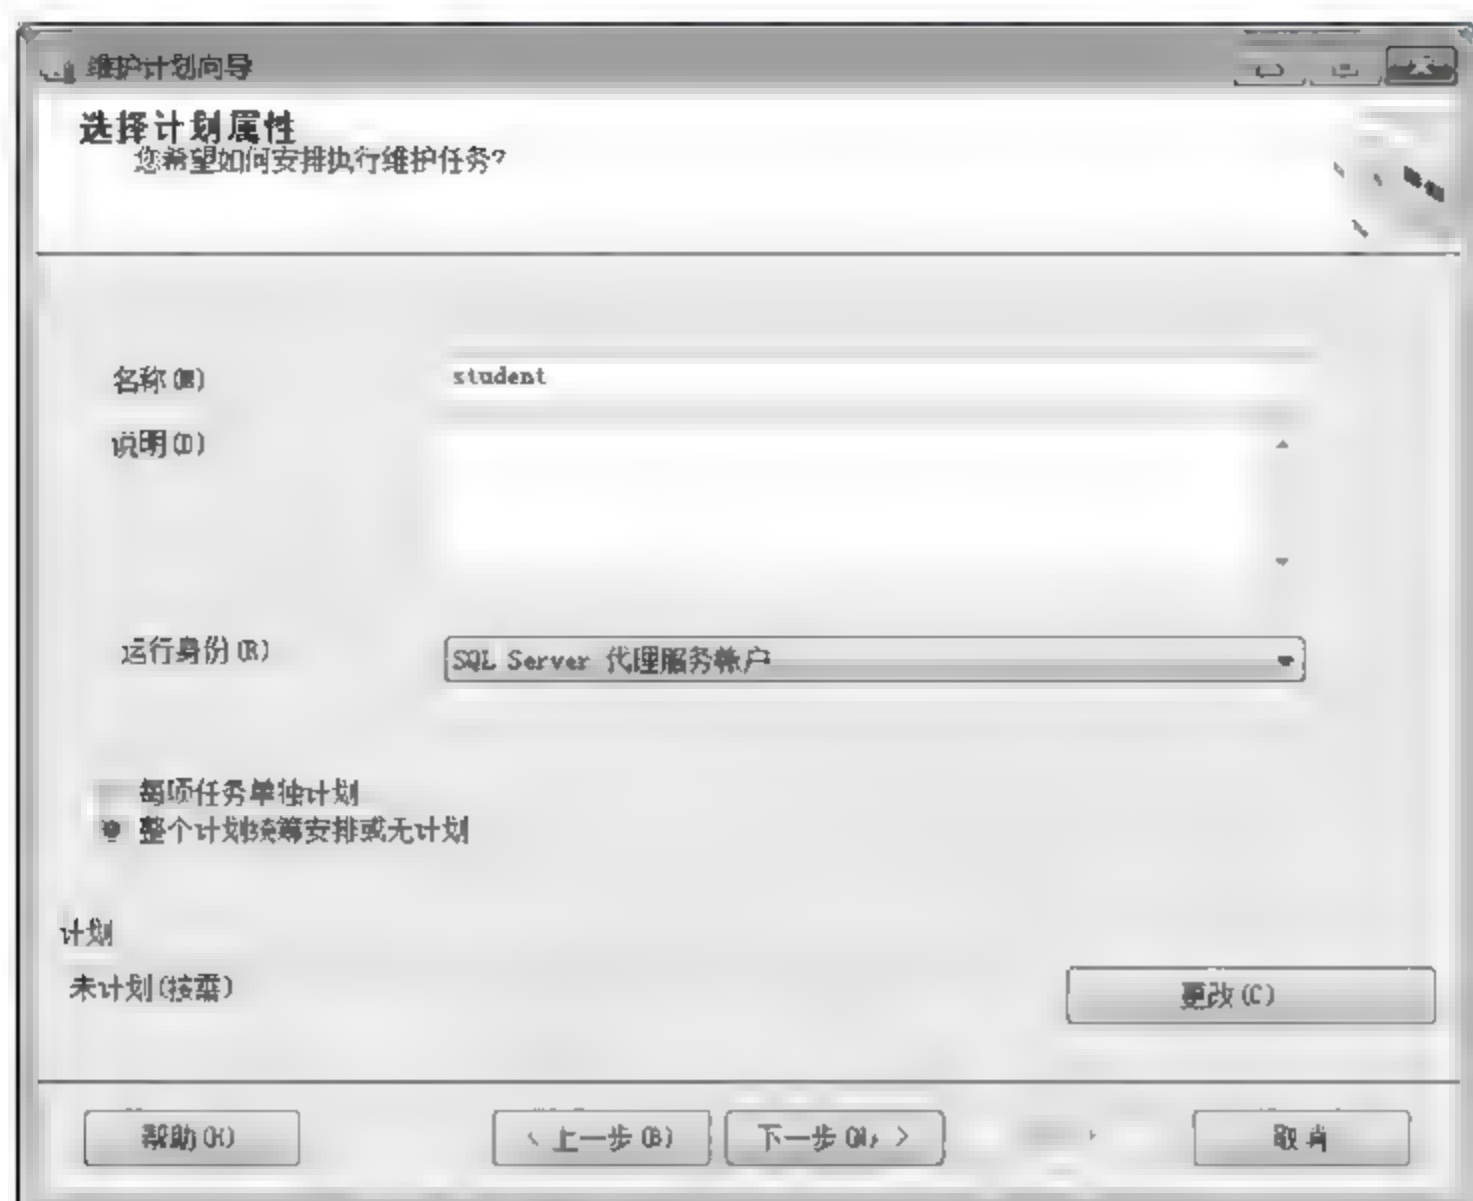 维护计划向导
选择计划属性
您希望如何安排执行维护任务?
名称(M) student
说明(D)
运行身份(R) SQL Server 代理服务帐户
每项任务单独计划
整个计划统筹安排或无计划
计划
未计划(按需) 更改(C)
帮助(H) < 上一步(B) 下一步(N) > 取消